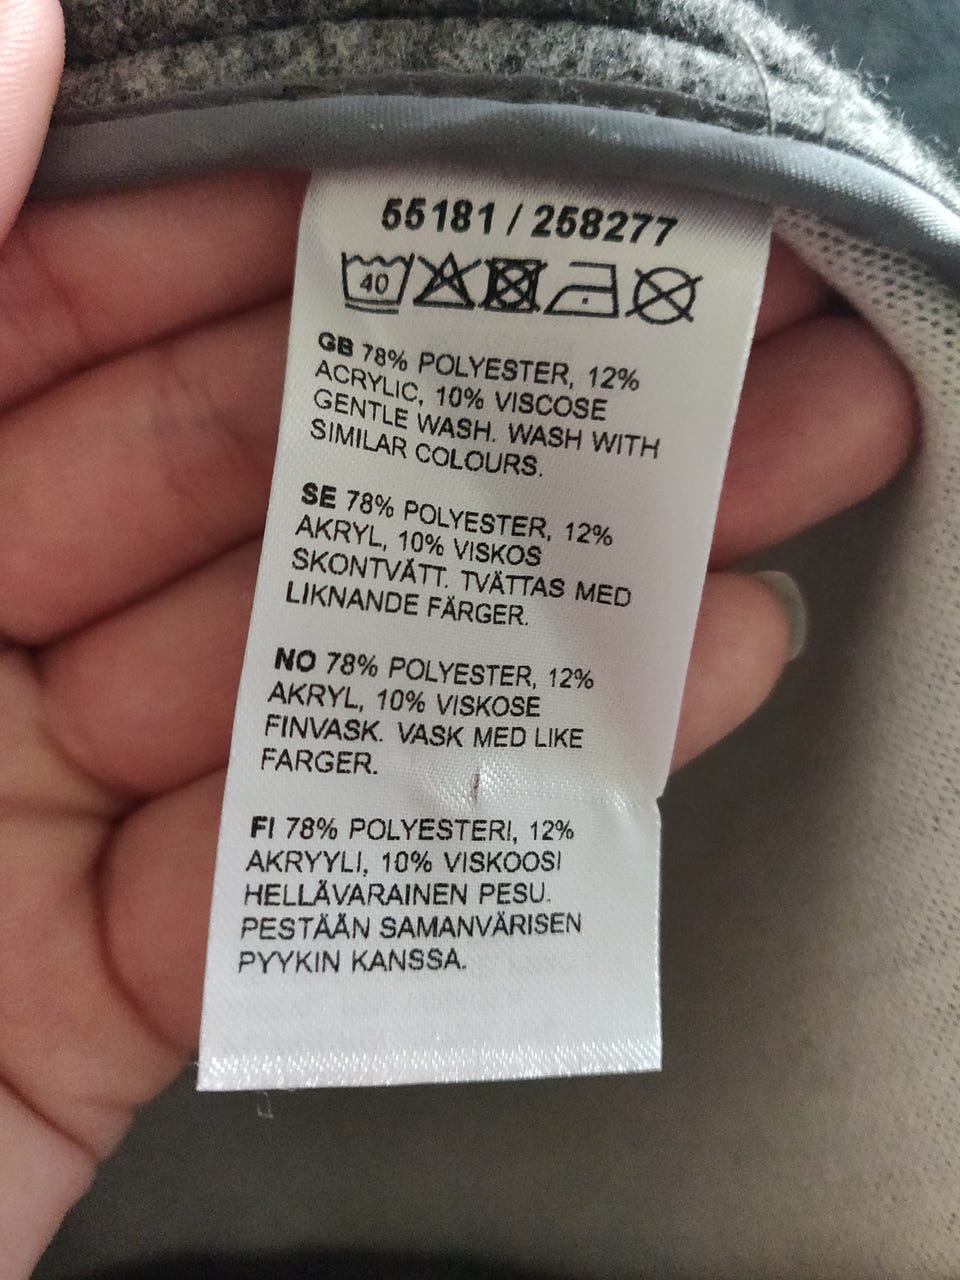 55181 / 258277
40
GB 78% POLYESTER, 12%
ACRYLIC, 10% VISCOSE
GENTLE WASH. WASH WITH
SIMILAR COLOURS.
SE 78% POLYESTER, 12%
AKRYL, 10% VISKOS
SKONTVÄTT. TVÄTTAS MED
LIKNANDE FÄRGER.
NO 78% POLYESTER, 12%
AKRYL, 10% VISKOSE
FINVASK. VASK MED LIKE
FARGER.
FI 78% POLYESTERI, 12%
AKRYYLI, 10% VISKOOSI
HELLÄVARAINEN PESU.
PESTÄÄN SAMANVÄRISEN
PYYKIN KANSSA.